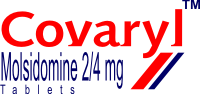 Covaryl™
Molsidomine 2/4 mg
Tablets